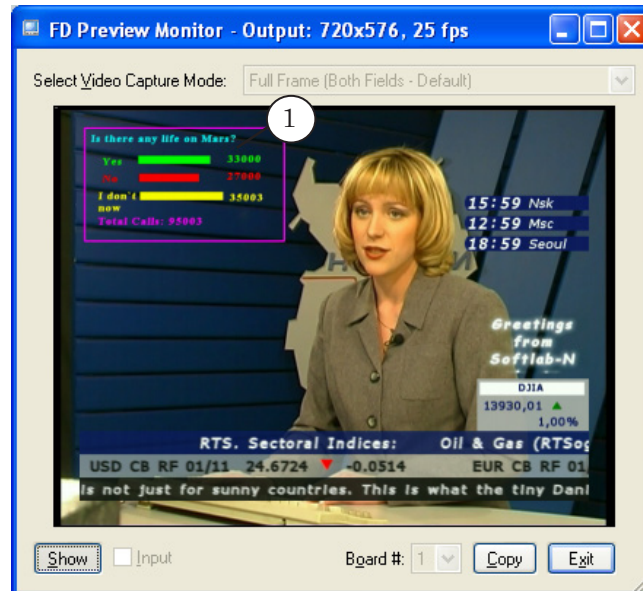 FD Preview Monitor - Output: 720x576, 25 fps
Select Video Capture Mode: Full Frame (Both Fields - Default)
1
Is there any life on Mars?
Yes 33000
No 27000
I don't 35003
now
Total Calls: 95003
15:59 Nsk
12:59 Msc
18:59 Seoul
Greetings
from
Softlab-N
DJIA
13930,01 ▲
1,00%
RTS. Sectoral Indices: Oil & Gas (RTSog
USD CB RF 01/11 24.6724 ▼ -0.0514 EUR CB RF 01
is not just for sunny countries. This is what the tiny Dani
Show Input Board #: 1 Copy Exit